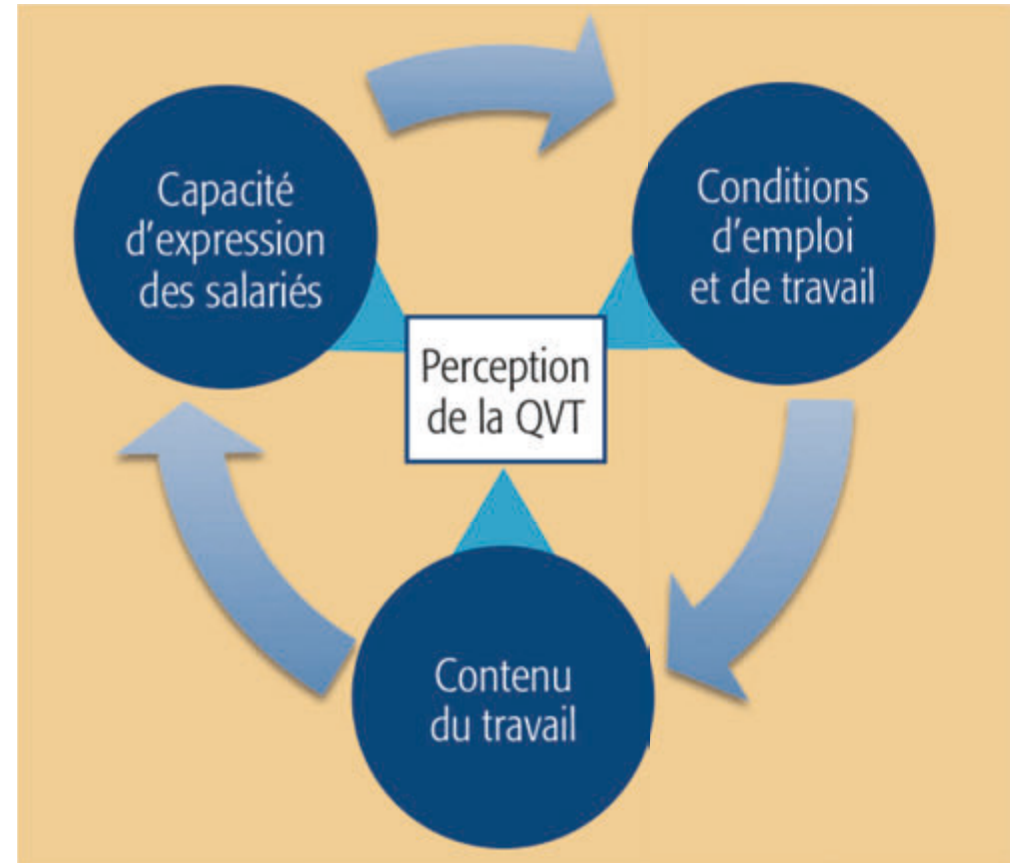 Capacité
d'expression
des salariés
Conditions
d'emploi
et de travail
Perception
de la QVT
Contenu
du travail